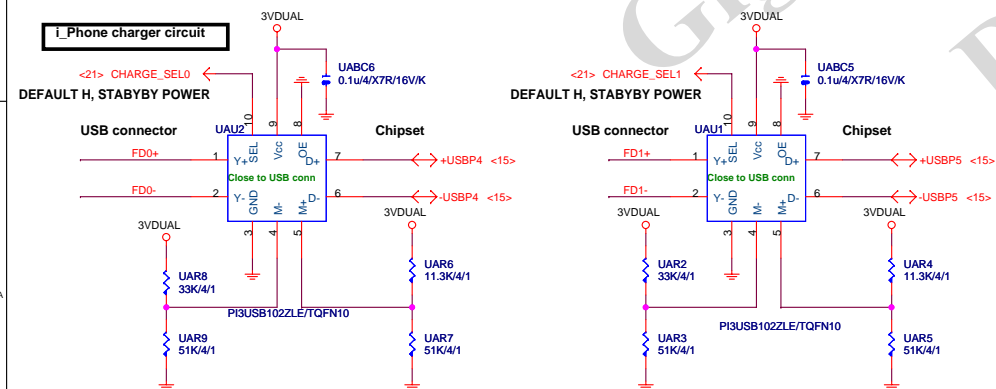 i_Phone charger circuit
3VDUAL
UABC6
0.1u/4/X7R/16V/K
<21> CHARGE_SEL0
DEFAULT H, STABYBY POWER
USB connector
UAU2
Chipset
10
9
8
SEL
Vcc
OE
FD0+
1
Y+
D+
7
+USBP4 <15>
Close to USB conn
FD0-
2
Y-
D-
6
-USBP4 <15>
GND
M-
M+
3
4
5
3VDUAL
3VDUAL
UAR8
33K/4/1
UAR6
11.3K/4/1
PI3USB102ZLE/TQFN10
UAR9
51K/4/1
UAR7
51K/4/1
3VDUAL
UABC5
0.1u/4/X7R/16V/K
<21> CHARGE_SEL1
DEFAULT H, STABYBY POWER
USB connector
UAU1
Chipset
10
9
8
SEL
Vcc
OE
FD1+
1
Y+
D+
7
+USBP5 <15>
Close to USB conn
FD1-
2
Y-
D-
6
-USBP5 <15>
GND
M-
M+
3
4
5
3VDUAL
3VDUAL
UAR2
33K/4/1
UAR4
11.3K/4/1
PI3USB102ZLE/TQFN10
UAR3
51K/4/1
UAR5
51K/4/1
A